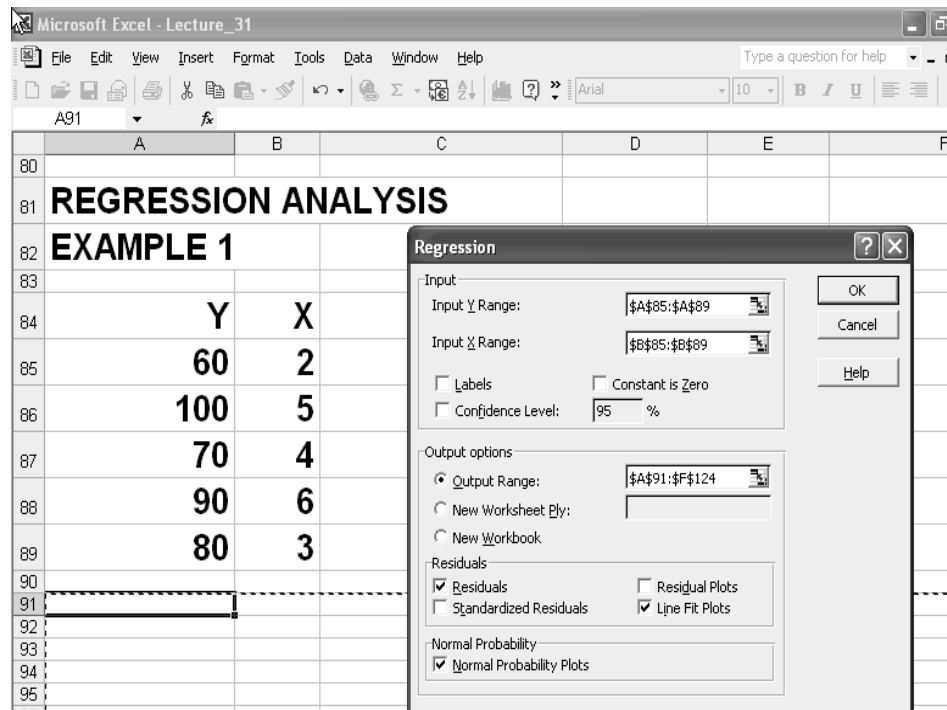 Microsoft Excel - Lecture_31
File Edit View Insert Format Tools Data Window Help
Type a question for help
Arial 10 B I U
A91 fx
A B C D E F
80
81 REGRESSION ANALYSIS
82 EXAMPLE 1
83
84 Y X
85 60 2
86 100 5
87 70 4
88 90 6
89 80 3
90
91
92
93
94
95
Regression
Input
Input Y Range: $A$85:$A$89
Input X Range: $B$85:$B$89
Labels Constant is Zero
Confidence Level: 95 %
OK
Cancel
Help
Output options
Output Range: $A$91:$F$124
New Worksheet Ply:
New Workbook
Residuals
Residuals Residual Plots
Standardized Residuals Line Fit Plots
Normal Probability
Normal Probability Plots